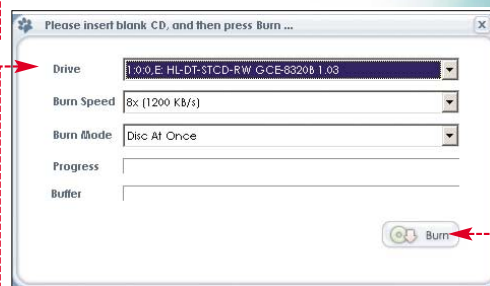 Please insert blank CD, and then press Burn ...
Drive 1:0:0,E: HL-DT-STCD-RW GCE-8320B 1.03
Burn Speed 8x (1200 KB/s)
Burn Mode Disc At Once
Progress
Buffer
Burn